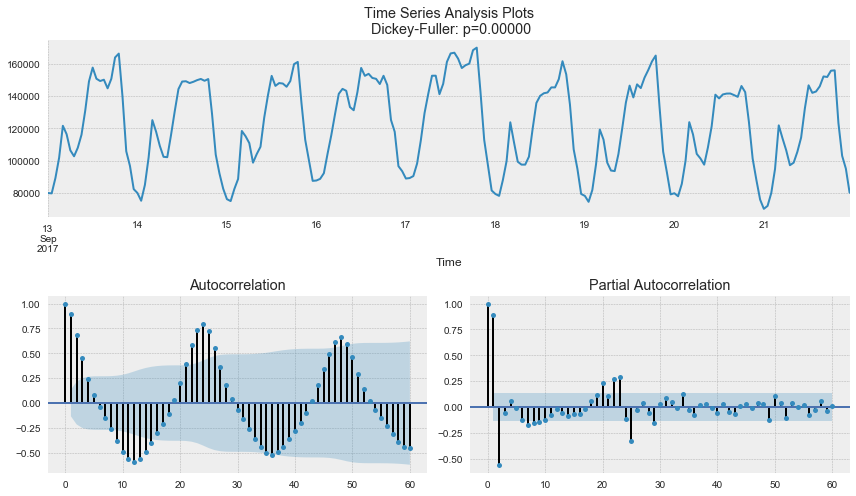 Time Series Analysis Plots
Dickey-Fuller: p=0.00000
160000
140000
120000
100000
80000
13 14 15 16 17 18 19 20 21
Sep
2017
Time
Autocorrelation
1.00
0.75
0.50
0.25
0.00
−0.25
−0.50
0 10 20 30 40 50 60
Partial Autocorrelation
1.00
0.75
0.50
0.25
0.00
−0.25
−0.50
0 10 20 30 40 50 60